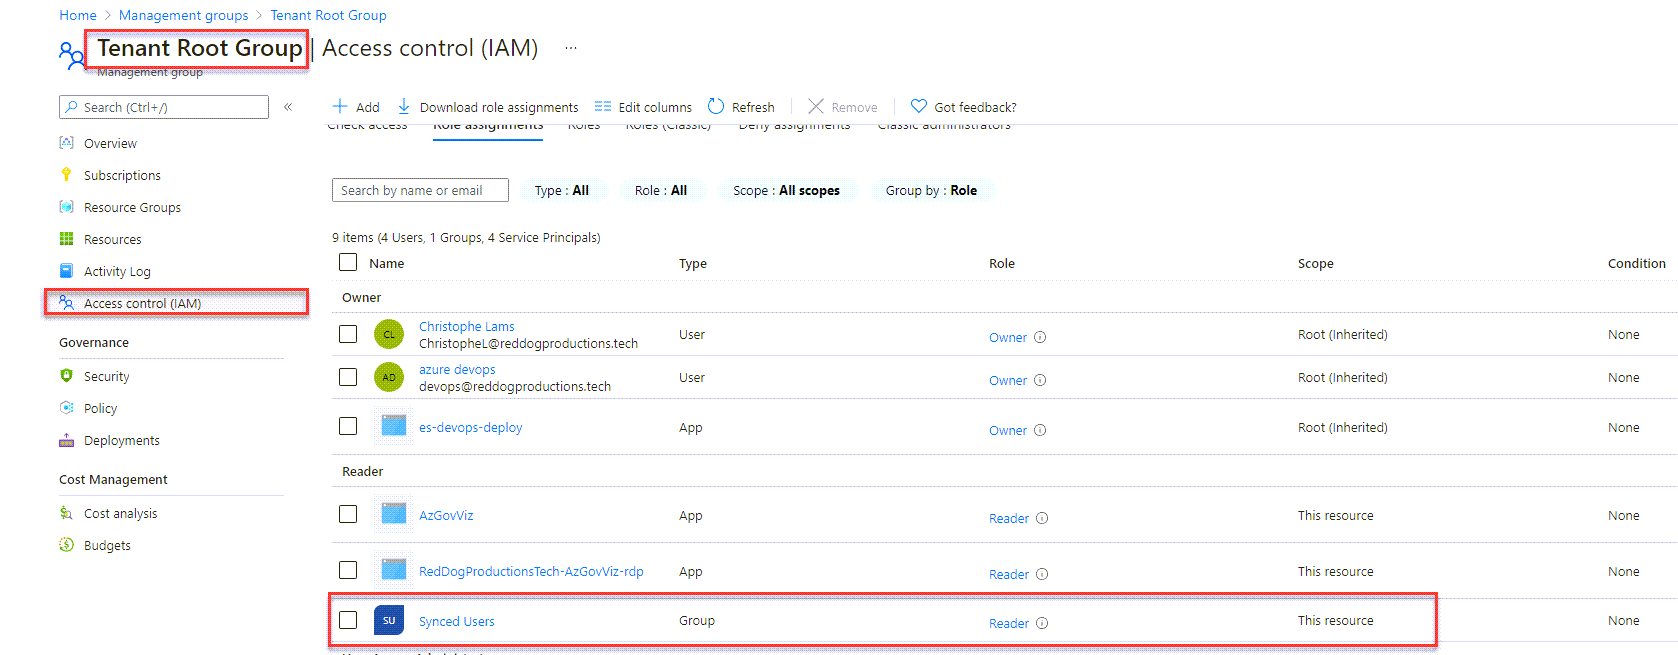 Home > Management groups > Tenant Root Group
Tenant Root Group | Access control (IAM) ...
Management group
Search (Ctrl+/) «
Add Download role assignments Edit columns Refresh Remove Got feedback?
Check access Role assignments Roles Roles (Classic) Deny assignments Classic administrators
Overview
Subscriptions
Resource Groups
Resources
Activity Log
Access control (IAM)
Governance
Security
Policy
Deployments
Cost Management
Cost analysis
Budgets
Search by name or email Type : All Role : All Scope : All scopes Group by : Role
9 items (4 Users, 1 Groups, 4 Service Principals)
Name Type Role Scope Condition
Owner
CL Christophe Lams User Owner Root (Inherited) None
ChristopheL@reddogproductions.tech
AD azure devops User Owner Root (Inherited) None
devops@reddogproductions.tech
es-devops-deploy App Owner Root (Inherited) None
Reader
AzGovViz App Reader This resource None
RedDogProductionsTech-AzGovViz-rdp App Reader This resource None
SU Synced Users Group Reader This resource None